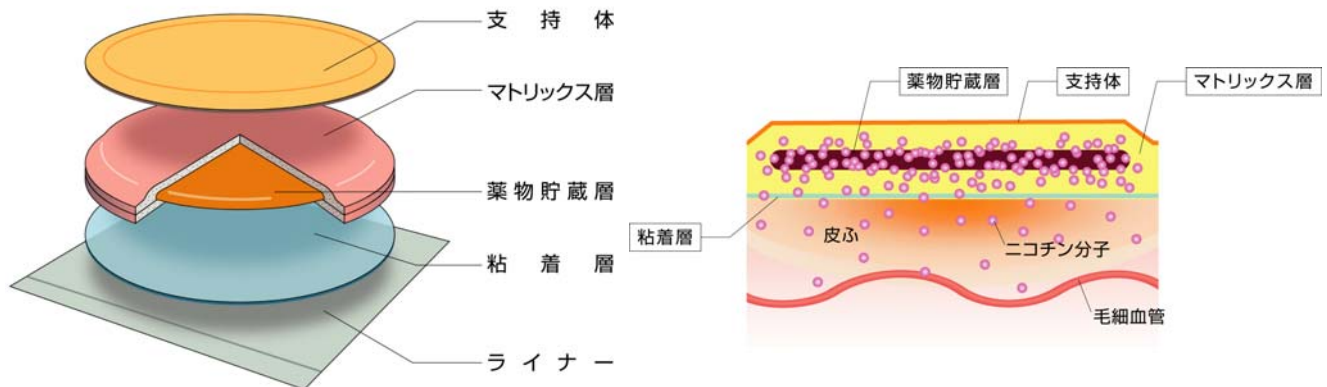 支持体
マトリックス層
薬物貯蔵層
粘着層
ライナー
薬物貯蔵層
支持体
マトリックス層
粘着層
皮ふ
ニコチン分子
毛細血管